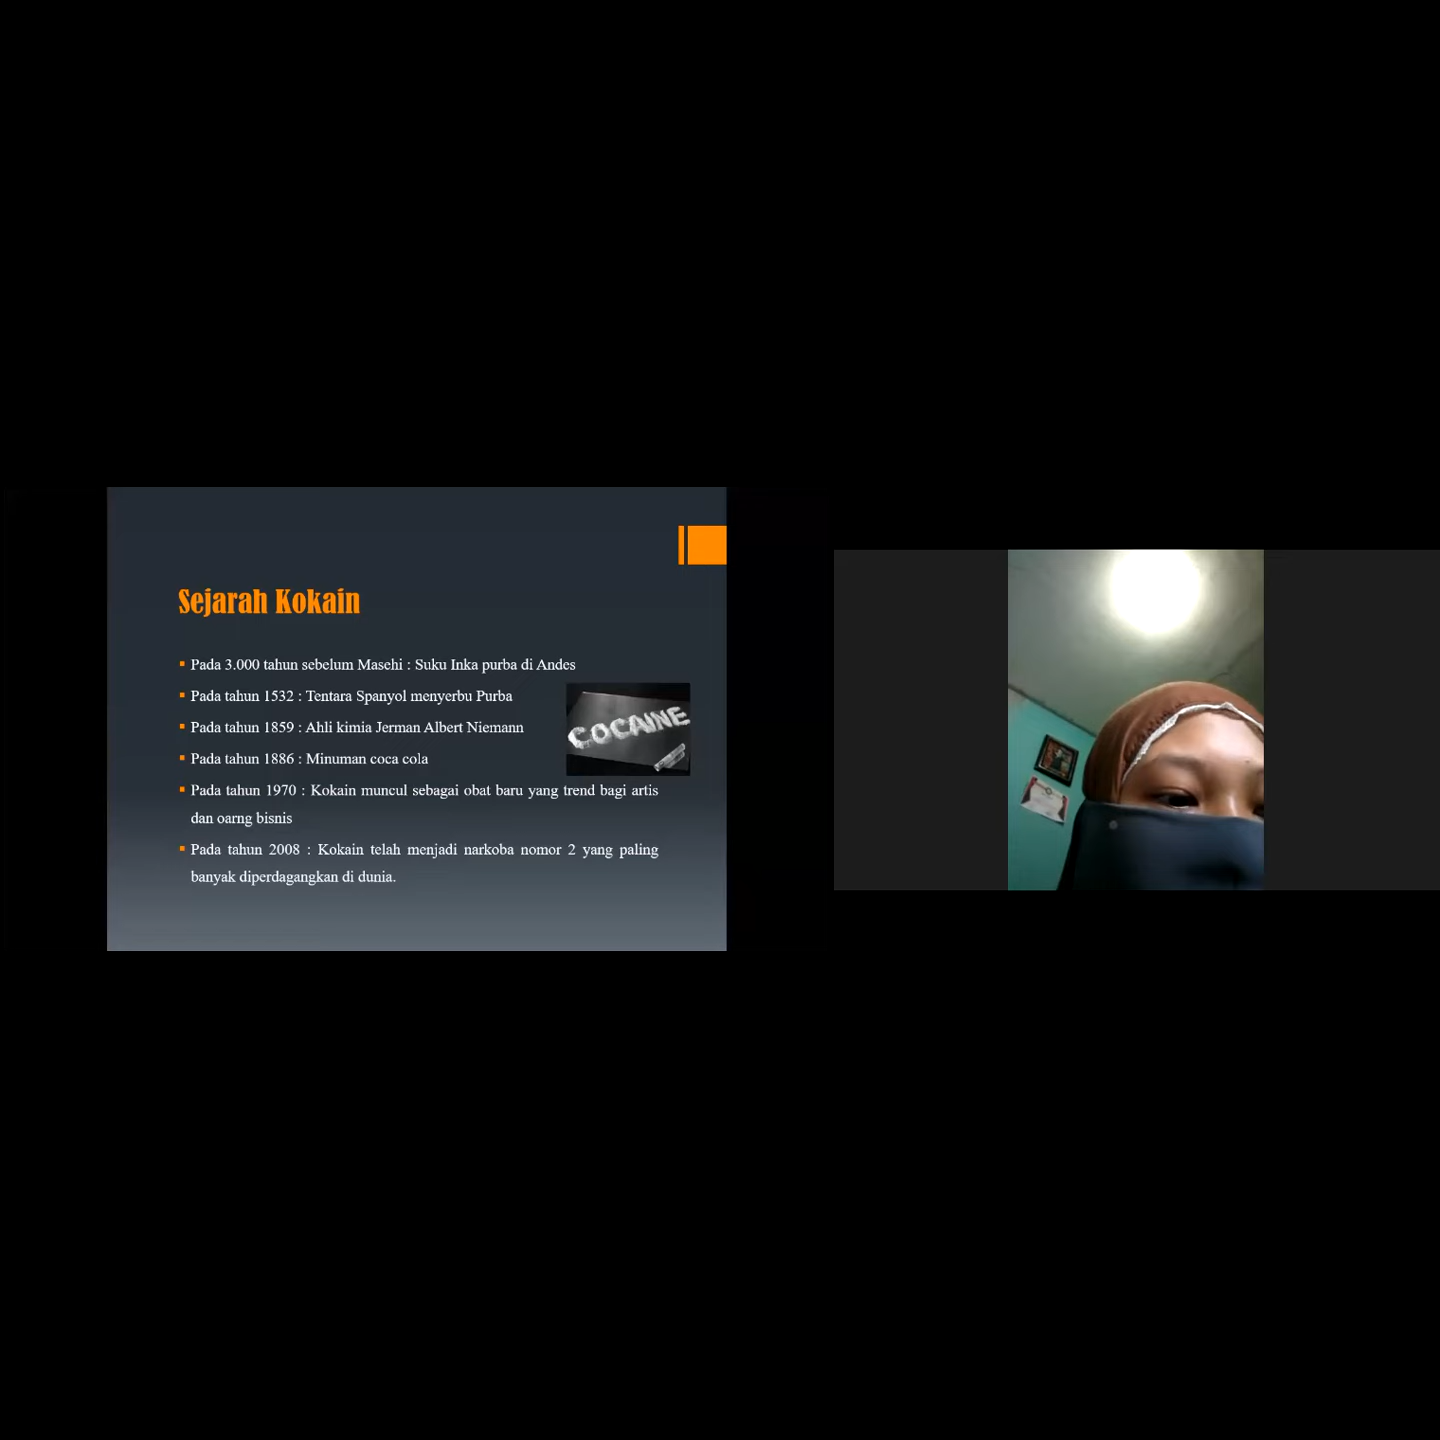 Sejarah Kokain
Pada 3.000 tahun sebelum Masehi : Suku Inka purba di Andes
Pada tahun 1532 : Tentara Spanyol menyerbu Purba
Pada tahun 1859 : Ahli kimia Jerman Albert Niemann
COCAINE
Pada tahun 1886 : Minuman coca cola
Pada tahun 1970 : Kokain muncul sebagai obat baru yang trend bagi artis
dan oarng bisnis
Pada tahun 2008 : Kokain telah menjadi narkoba nomor 2 yang paling
banyak diperdagangkan di dunia.